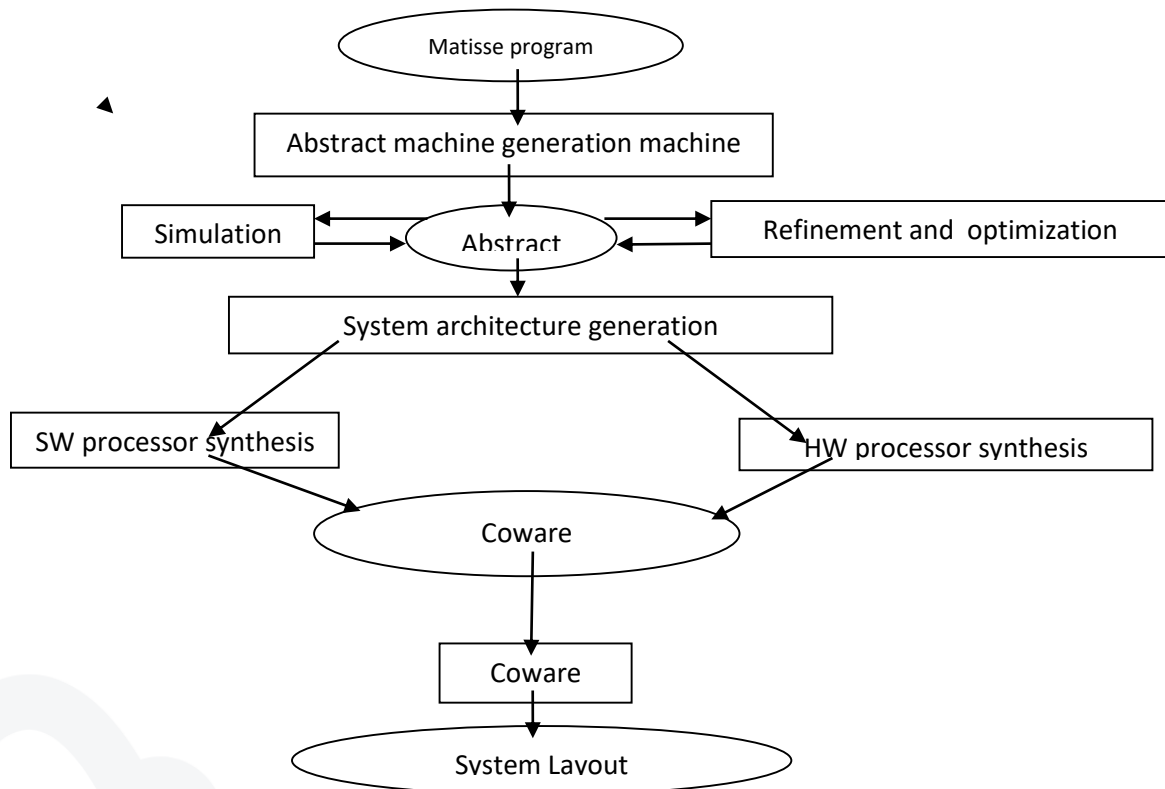 Matisse program
Abstract machine generation machine
Simulation
Abstract
Refinement and optimization
System architecture generation
SW processor synthesis
HW processor synthesis
Coware
Coware
System Layout